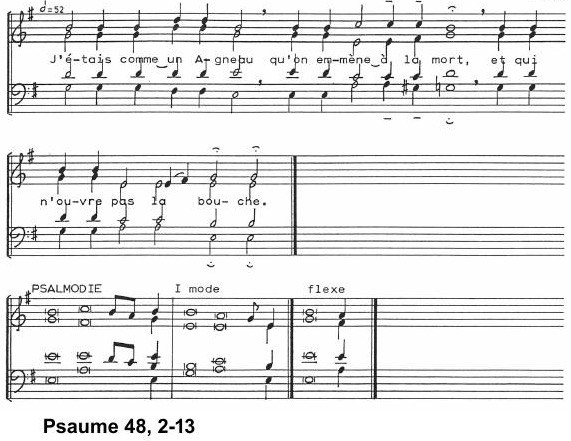 ♩=52
J'é-tais comme‿un A-gneau qu'on em-mène‿à la mort, et qui
n'ou-vre pas la bou-che.
PSALMODIE I mode flexe
Psaume 48, 2-13